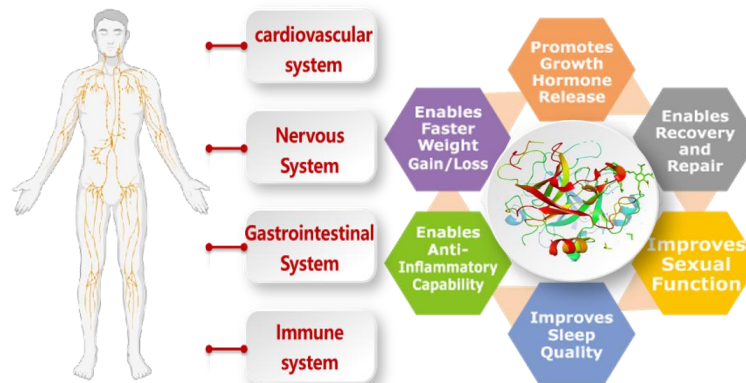 cardiovascular
system
Nervous
System
Gastrointestinal
System
Immune
system
Promotes
Growth
Hormone
Release
Enables
Recovery
and
Repair
Improves
Sexual
Function
Improves
Sleep
Quality
Enables
Anti-
Inflammatory
Capability
Enables
Faster
Weight
Gain/Loss